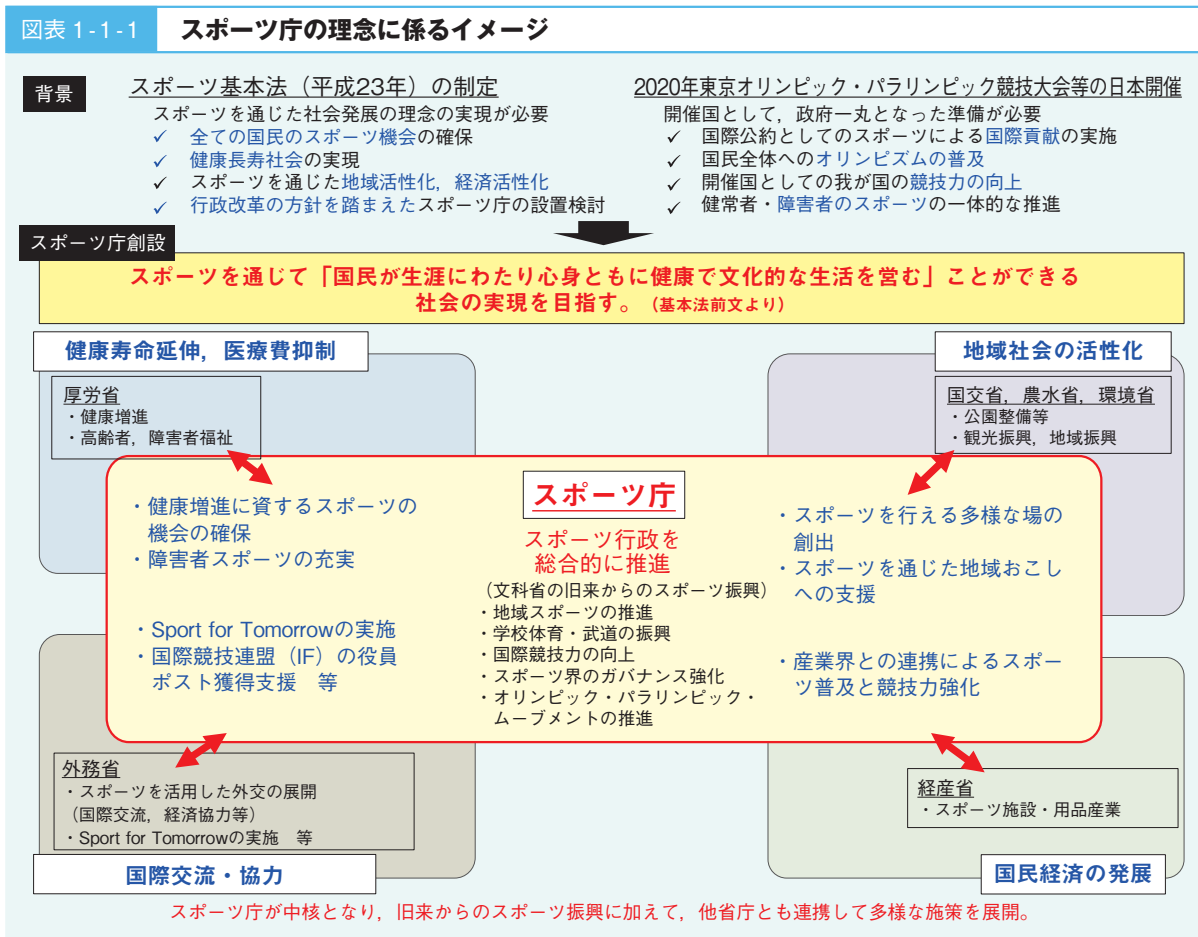 図表 1-1-1 スポーツ庁の理念に係るイメージ
背景
スポーツ基本法（平成23年）の制定
スポーツを通じた社会発展の理念の実現が必要
✓ 全ての国民のスポーツ機会の確保
✓ 健康長寿社会の実現
✓ スポーツを通じた地域活性化，経済活性化
✓ 行政改革の方針を踏まえたスポーツ庁の設置検討
2020年東京オリンピック・パラリンピック競技大会等の日本開催
開催国として，政府一丸となった準備が必要
✓ 国際公約としてのスポーツによる国際貢献の実施
✓ 国民全体へのオリンピズムの普及
✓ 開催国としての我が国の競技力の向上
✓ 健常者・障害者のスポーツの一体的な推進
スポーツ庁創設
スポーツを通じて「国民が生涯にわたり心身ともに健康で文化的な生活を営む」ことができる
社会の実現を目指す。（基本法前文より）
健康寿命延伸，医療費抑制
厚労省
・健康増進
・高齢者，障害者福祉
地域社会の活性化
国交省，農水省，環境省
・公園整備等
・観光振興，地域振興
・健康増進に資するスポーツの
機会の確保
・障害者スポーツの充実
・Sport for Tomorrowの実施
・国際競技連盟（IF）の役員
ポスト獲得支援　等
スポーツ庁
スポーツ行政を
総合的に推進
（文科省の旧来からのスポーツ振興）
・地域スポーツの推進
・学校体育・武道の振興
・国際競技力の向上
・スポーツ界のガバナンス強化
・オリンピック・パラリンピック・
ムーブメントの推進
・スポーツを行える多様な場の
創出
・スポーツを通じた地域おこし
への支援
・産業界との連携によるスポー
ツ普及と競技力強化
外務省
・スポーツを活用した外交の展開
（国際交流，経済協力等）
・Sport for Tomorrowの実施　等
国際交流・協力
経産省
・スポーツ施設・用品産業
国民経済の発展
スポーツ庁が中核となり，旧来からのスポーツ振興に加えて，他省庁とも連携して多様な施策を展開。